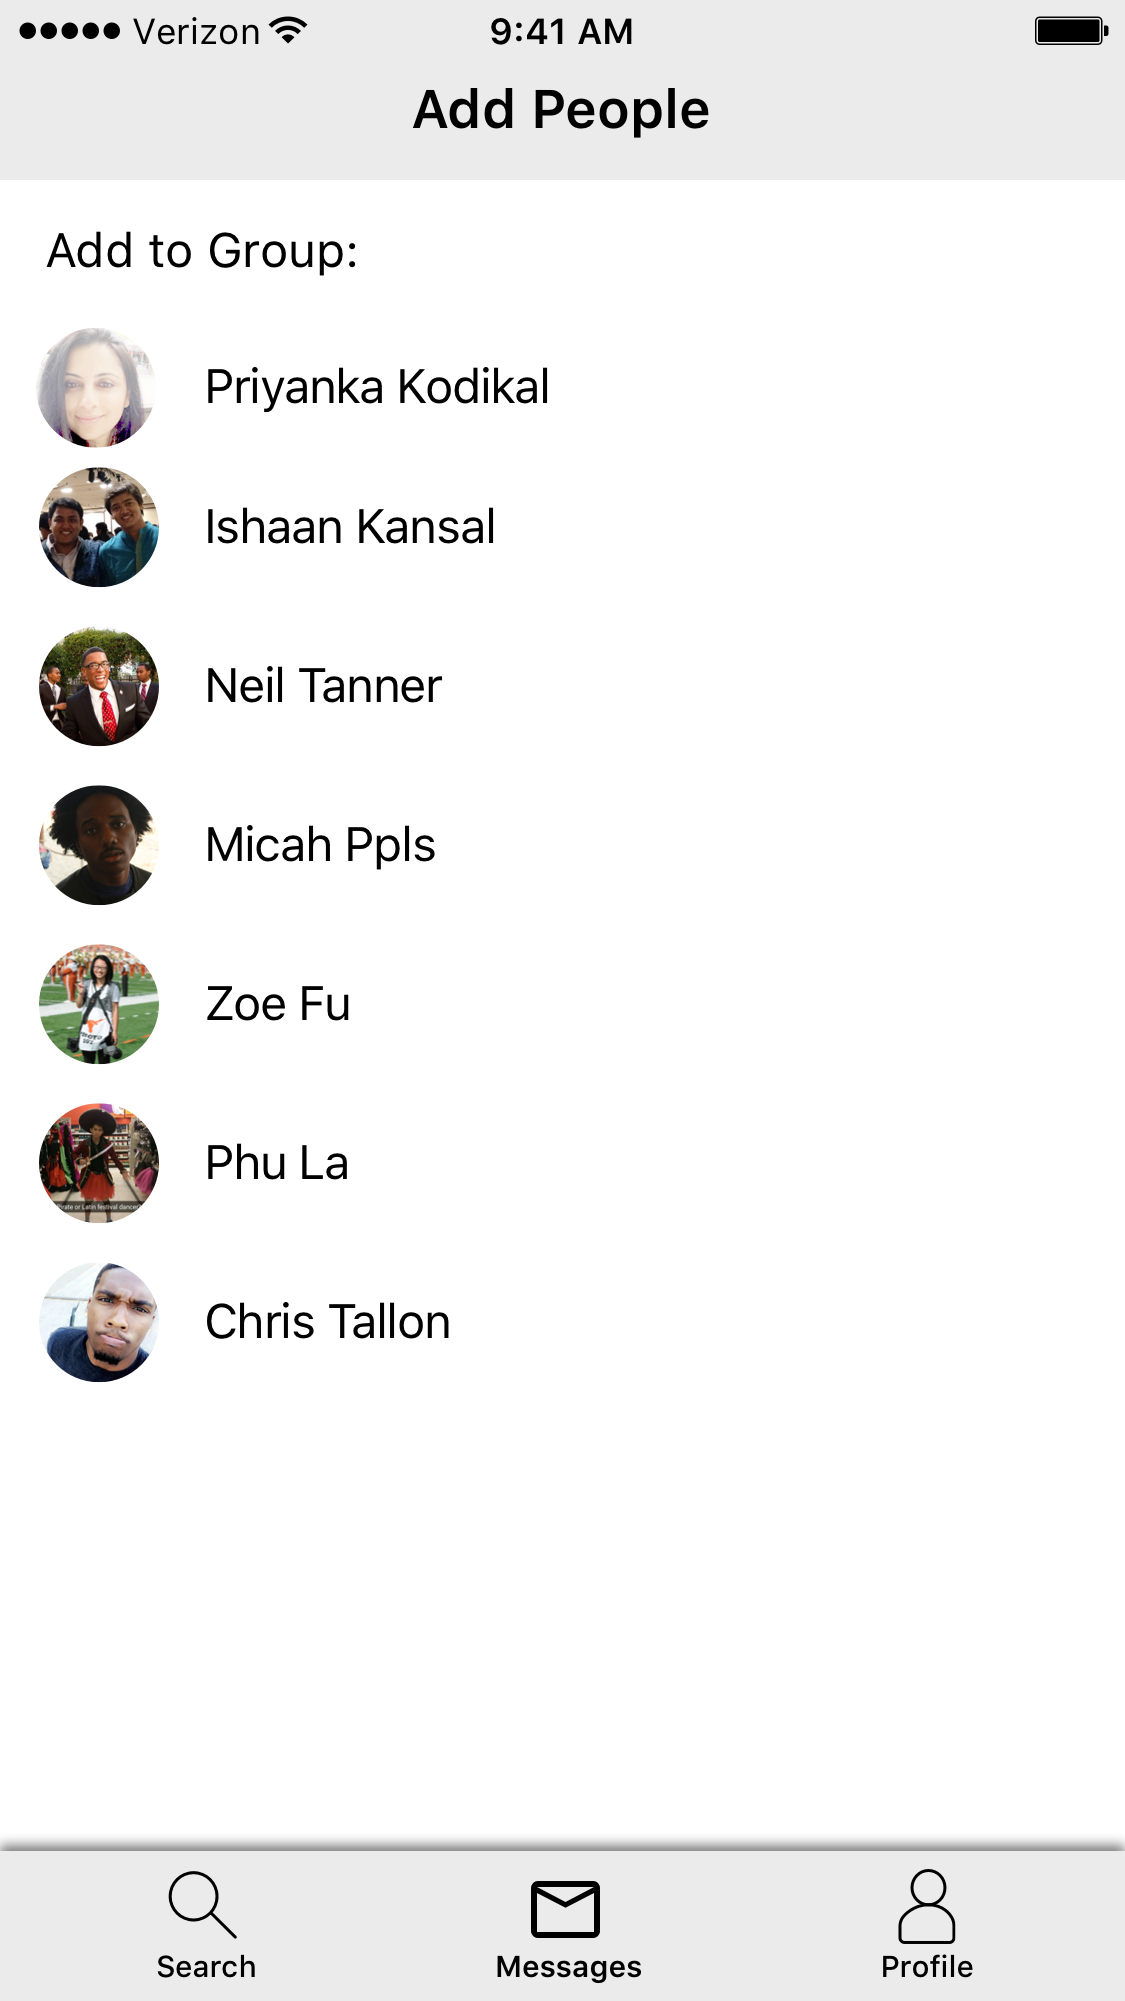 Verizon 9:41 AM
Add People
Add to Group:
Priyanka Kodikal
Ishaan Kansal
Neil Tanner
Micah Ppls
Zoe Fu
Phu La
Chris Tallon
Search Messages Profile